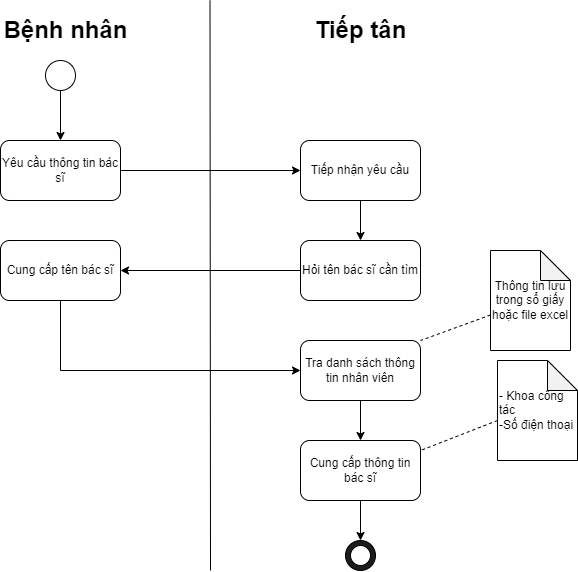 Bệnh nhân
Tiếp tân
Yêu cầu thông tin bác
sĩ
Tiếp nhận yêu cầu
Cung cấp tên bác sĩ
Hỏi tên bác sĩ cần tìm
Thông tin lưu
trong sổ giấy
hoặc file excel
Tra danh sách thông
tin nhân viên
- Khoa công
tác
-Số điện thoại
Cung cấp thông tin
bác sĩ